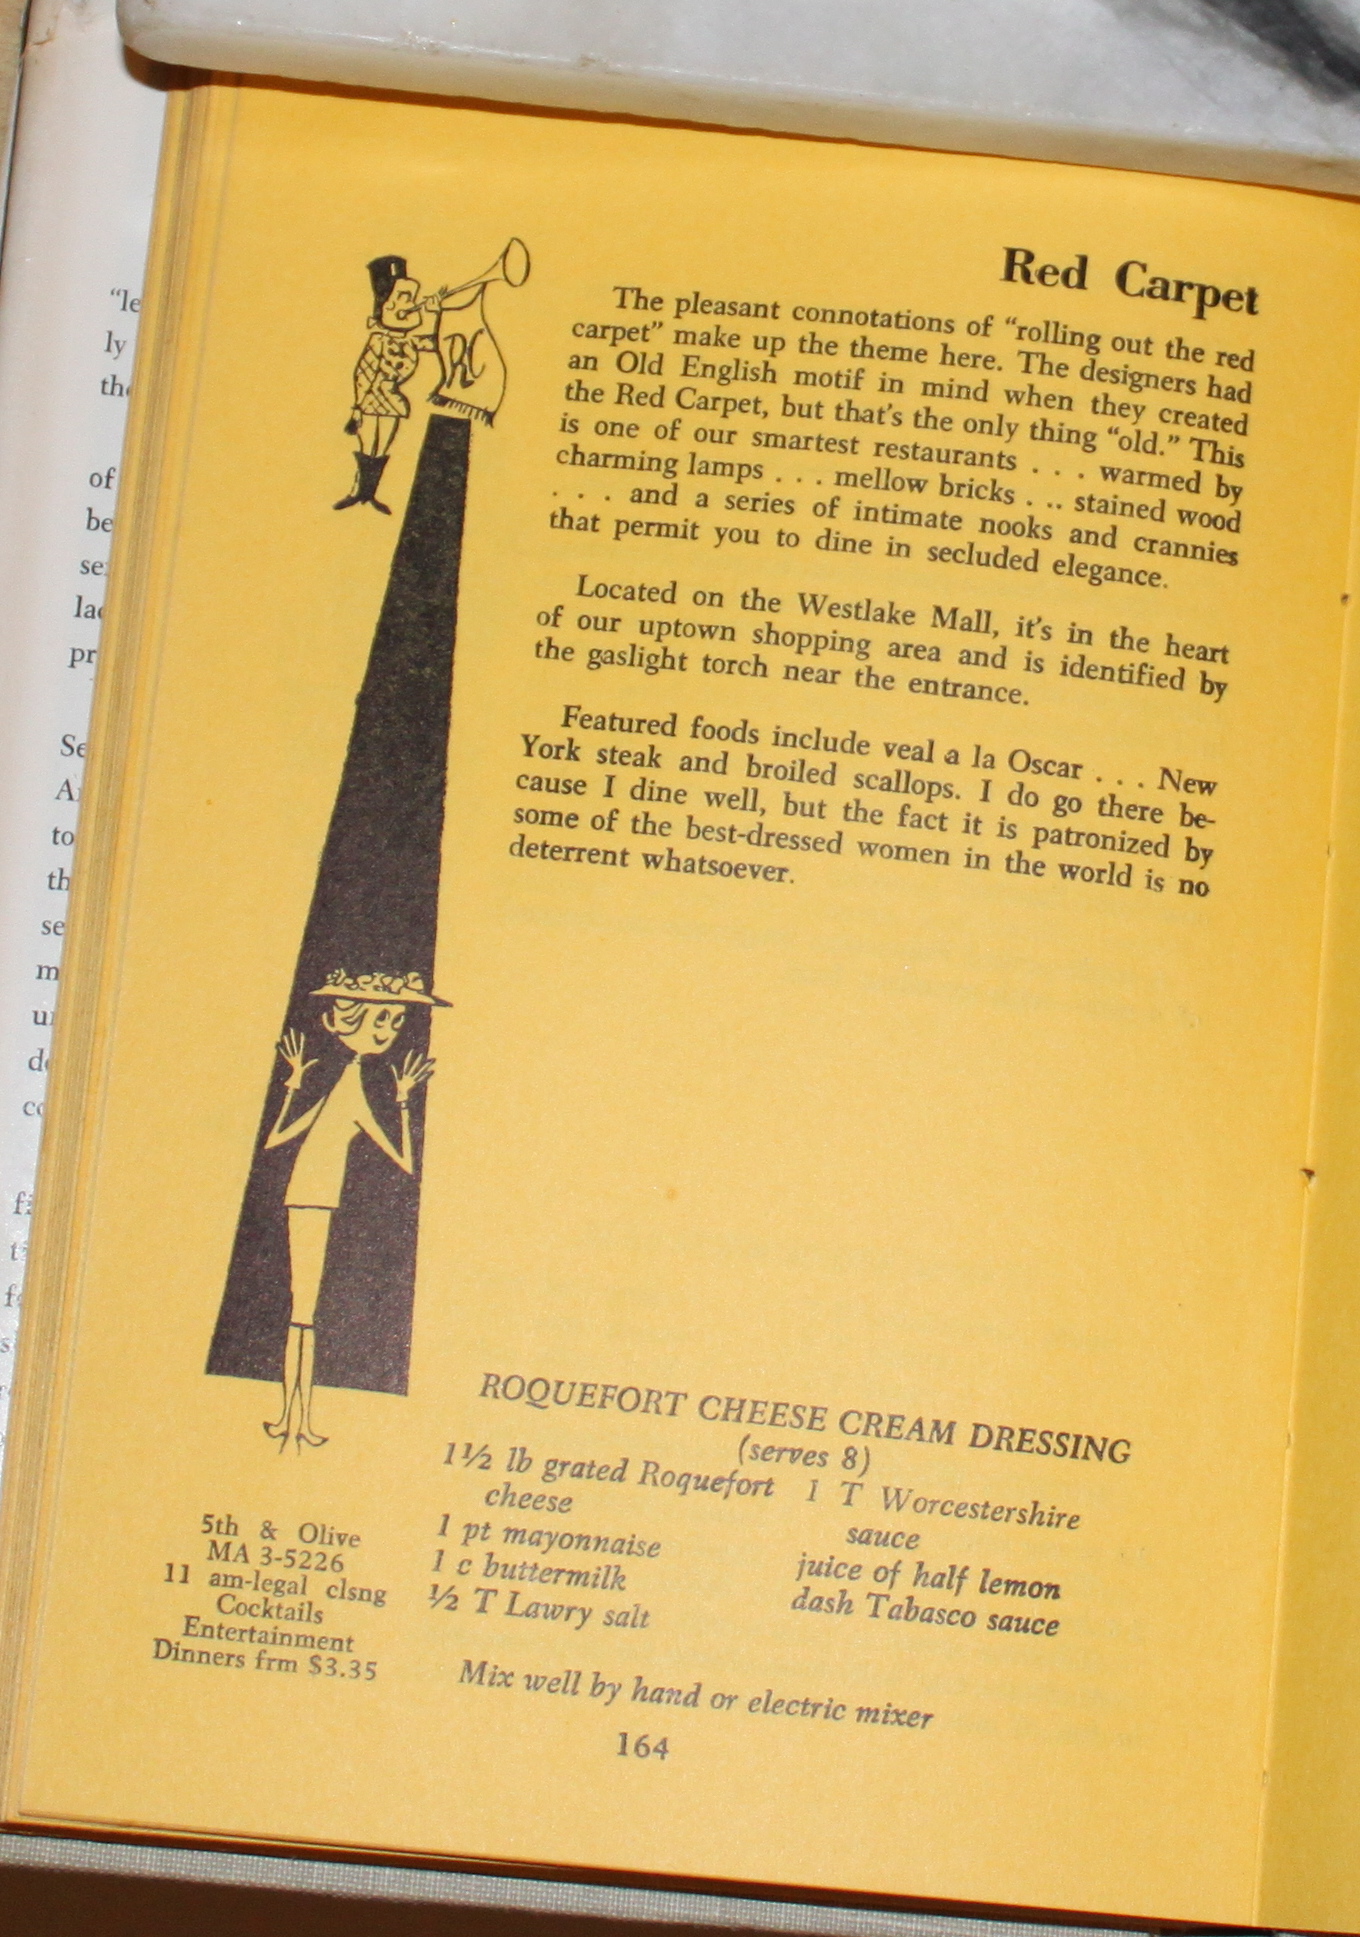 Red Carpet
The pleasant connotations of “rolling out the red
carpet” make up the theme here. The designers had
an Old English motif in mind when they created
the Red Carpet, but that’s the only thing “old.” This
is one of our smartest restaurants . . . warmed by
charming lamps . . . mellow bricks . .. stained wood
. . . and a series of intimate nooks and crannies
that permit you to dine in secluded elegance.
Located on the Westlake Mall, it’s in the heart
of our uptown shopping area and is identified by
the gaslight torch near the entrance.
Featured foods include veal a la Oscar . . . New
York steak and broiled scallops. I do go there be-
cause I dine well, but the fact it is patronized by
some of the best-dressed women in the world is no
deterrent whatsoever.
RC
ROQUEFORT CHEESE CREAM DRESSING
(serves 8)
1½ lb grated Roquefort
cheese
1 pt mayonnaise
1 c buttermilk
½ T Lawry salt
1 T Worcestershire
sauce
juice of half lemon
dash Tabasco sauce
Mix well by hand or electric mixer
5th & Olive
MA 3-5226
11 am-legal clsng
Cocktails
Entertainment
Dinners frm $3.35
164
“le
ly
of
be
to